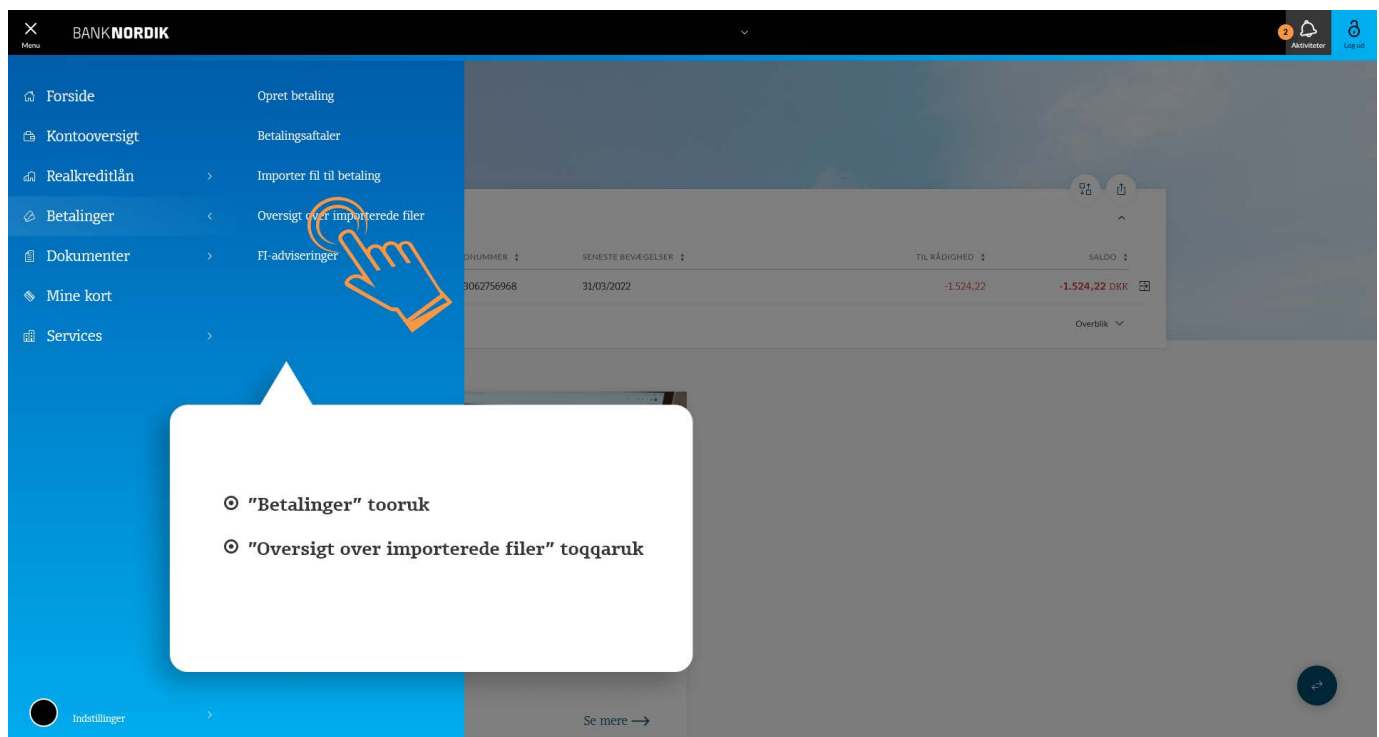 Menu
BANKNORDIK
2
Aktiviteter
Log ud
Forside
Kontooversigt
Realkreditlån
Betalinger
Dokumenter
Mine kort
Services
Opret betaling
Betalingsaftaler
Importer fil til betaling
Oversigt over importerede filer
FI-adviseringer
ONUMMER
SENESTE BEVÆGELSER
TIL RÅDIGHED
SALDO
3062756968
31/03/2022
-1.524,22
-1.524,22 DKK
Overblik
"Betalinger" tooruk
"Oversigt over importerede filer" toqqaruk
Indstillinger
Se mere